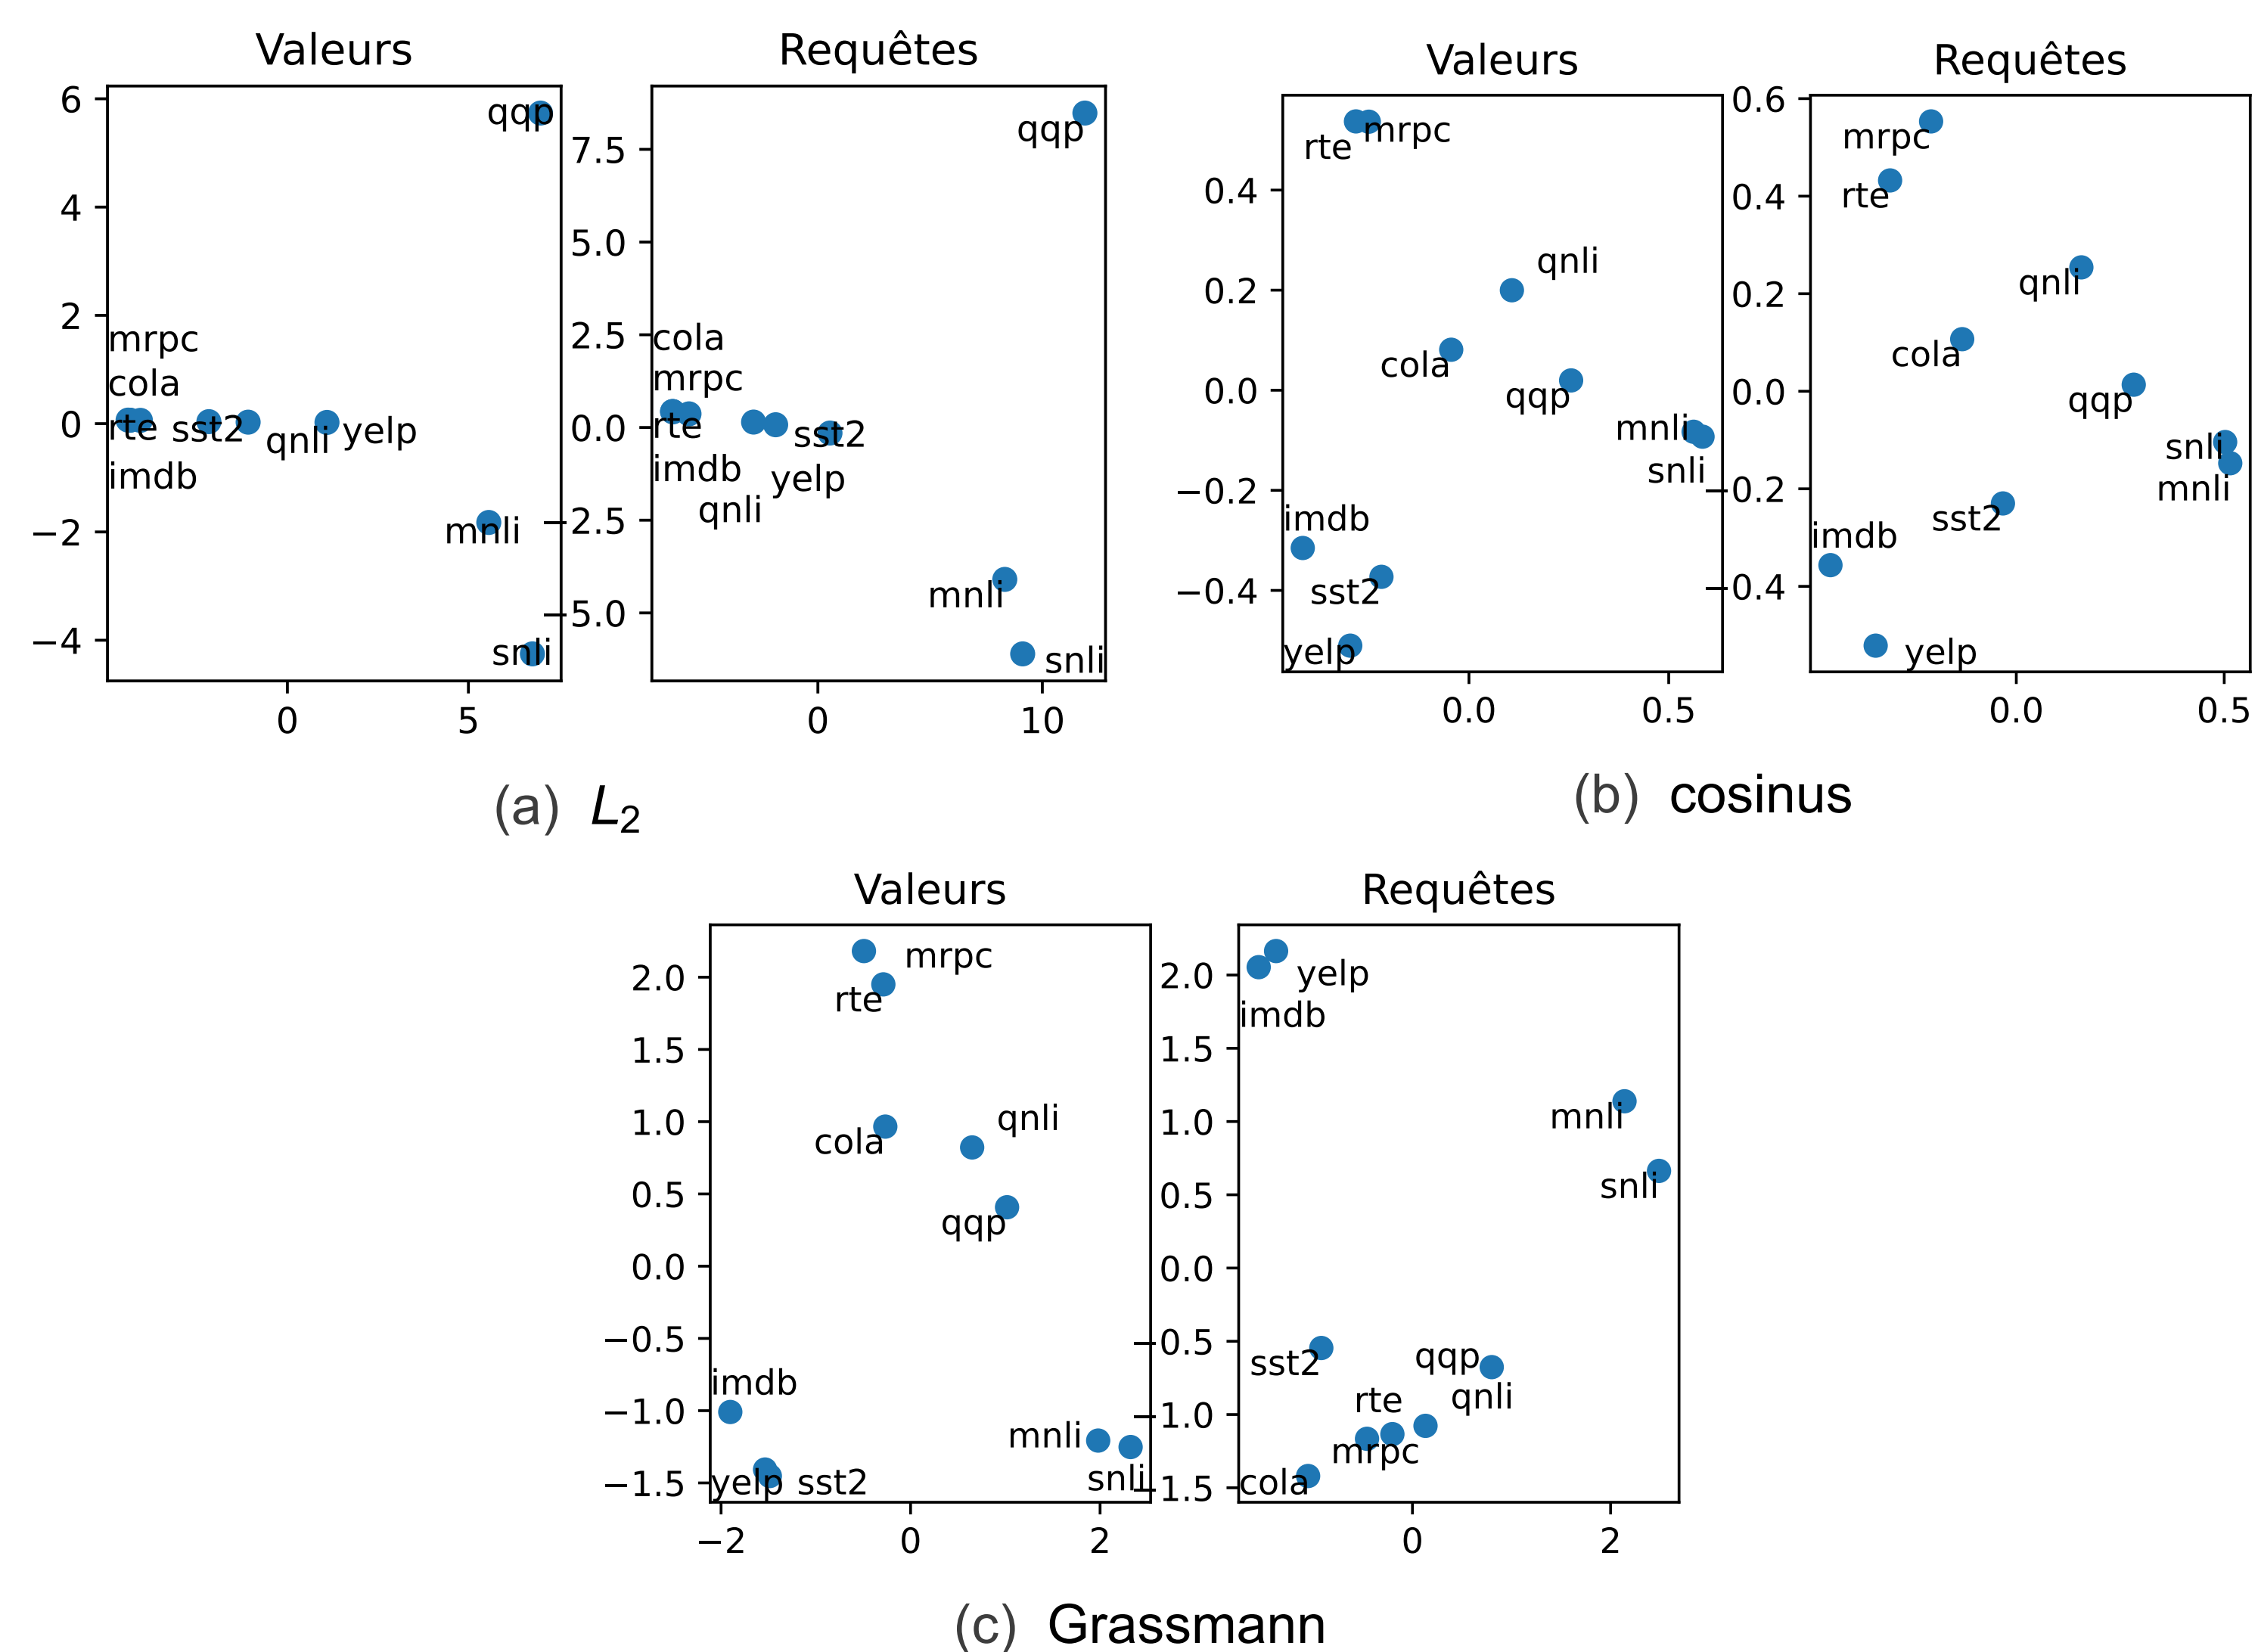 Valeurs
6
4
2
0
−2
−4
0
5
qqp
mrpc
cola
rte
sst2
qnli
yelp
imdb
mnli
snli
Requêtes
7.5
5.0
2.5
0.0
−2.5
−5.0
0
10
qqp
cola
mrpc
rte
sst2
imdb
yelp
qnli
mnli
snli
(a) L2
Valeurs
0.4
0.2
0.0
−0.2
−0.4
0.0
0.5
rte
mrpc
qnli
cola
qqp
mnli
snli
imdb
sst2
yelp
Requêtes
0.6
0.4
0.2
0.0
−0.2
−0.4
0.0
0.5
mrpc
rte
qnli
cola
qqp
snli
mnli
sst2
imdb
yelp
(b) cosinus
Valeurs
2.0
1.5
1.0
0.5
0.0
−0.5
−1.0
−1.5
−2
0
2
mrpc
rte
qnli
cola
qqp
imdb
mnli
snli
yelp
sst2
Requêtes
2.0
1.5
1.0
0.5
0.0
−0.5
−1.0
−1.5
0
2
yelp
imdb
mnli
snli
sst2
qqp
rte
qnli
mrpc
cola
(c) Grassmann